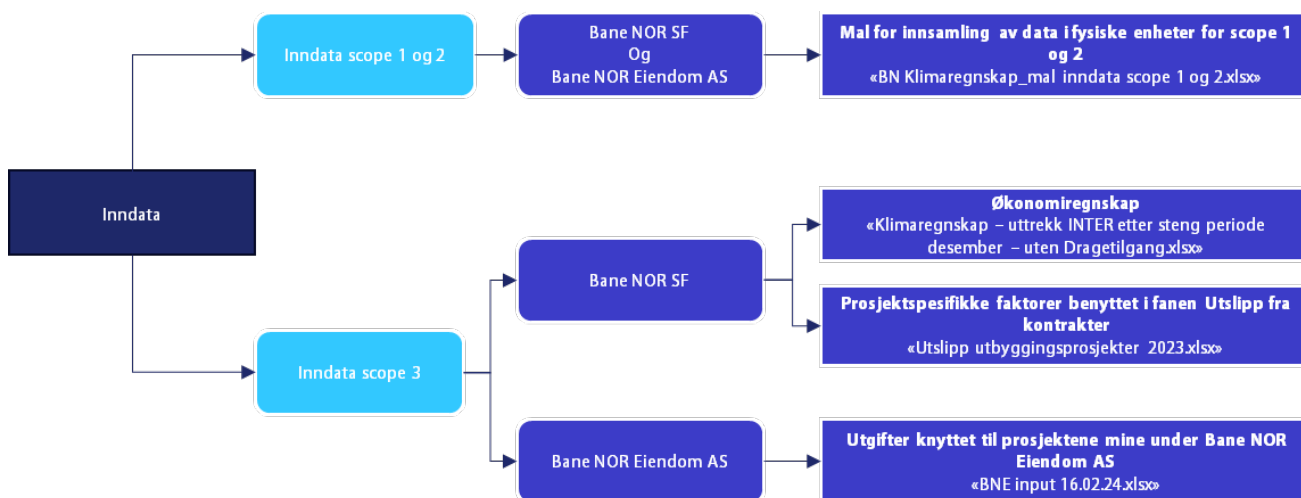 Inndata scope 1 og 2
Bane NOR SF
Og
Bane NOR Eiendom AS
Mal for innsamling av data i fysiske enheter for scope 1
og 2
«BN Klimaregnskap_mal inndata scope 1 og 2.xlsx»
Inndata
Bane NOR SF
Økonomiregnskap
«Klimaregnskap – uttrekk INTER etter steng periode
desember – uten Dragetilgang.xlsx»
Prosjektspesifikke faktorer benyttet i fanen Utslipp fra
kontrakter
«Utslipp utbyggingsprosjekter 2023.xlsx»
Inndata scope 3
Bane NOR Eiendom AS
Utgifter knyttet til prosjektene mine under Bane NOR
Eiendom AS
«BNE input 16.02.24.xlsx»